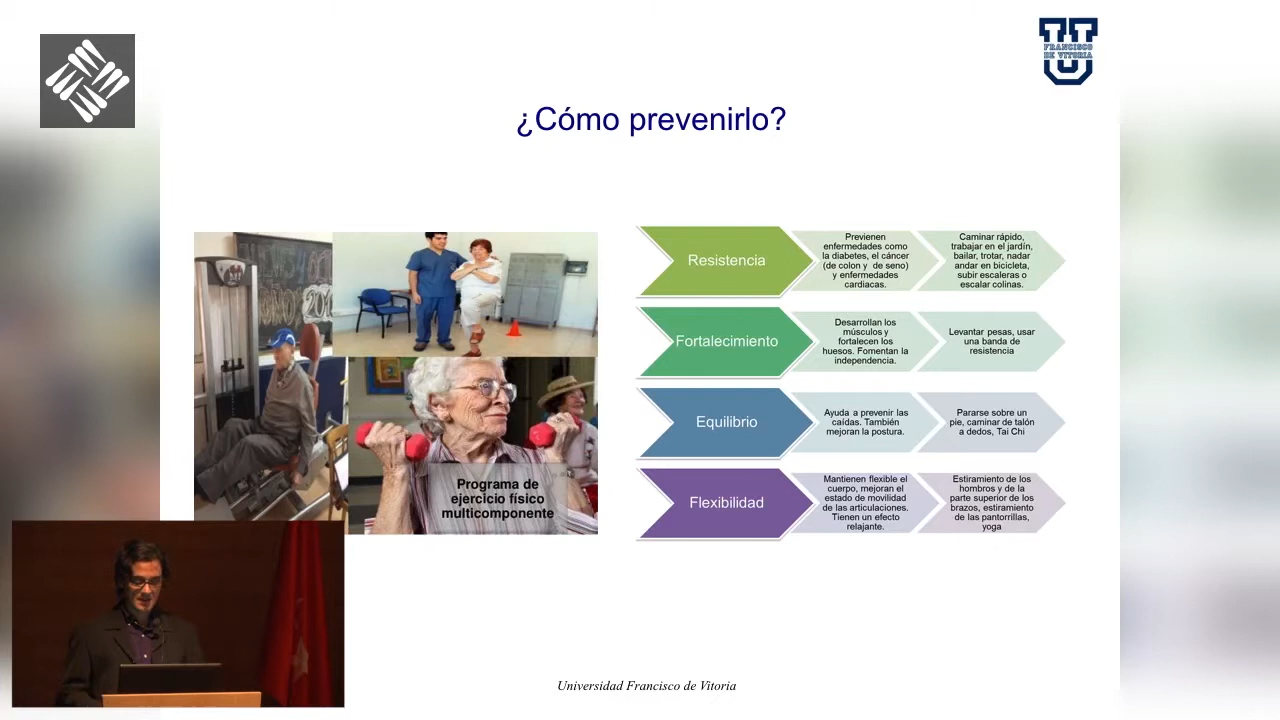 FRANCISCO
DE VITORIA
¿Cómo prevenirlo?
Programa de
ejercicio físico
multicomponente
Resistencia
Previenen
enfermedades como
la diabetes, el cáncer
(de colon y de seno)
y enfermedades
cardiacas.
Caminar rápido,
trabajar en el jardín,
bailar, trotar, nadar
andar en bicicleta,
subir escaleras o
escalar colinas.
Fortalecimiento
Desarrollan los
músculos y
fortalecen los
huesos. Fomentan la
independencia.
Levantar pesas, usar
una banda de
resistencia
Equilibrio
Ayuda a prevenir las
caídas. También
mejoran la postura.
Pararse sobre un
pie, caminar de talón
a dedos, Tai Chi
Flexibilidad
Mantienen flexible el
cuerpo, mejoran el
estado de movilidad
de las articulaciones.
Tienen un efecto
relajante.
Estiramiento de los
hombros y de la
parte superior de los
brazos, estiramiento
de las pantorrillas,
yoga
Universidad Francisco de Vitoria